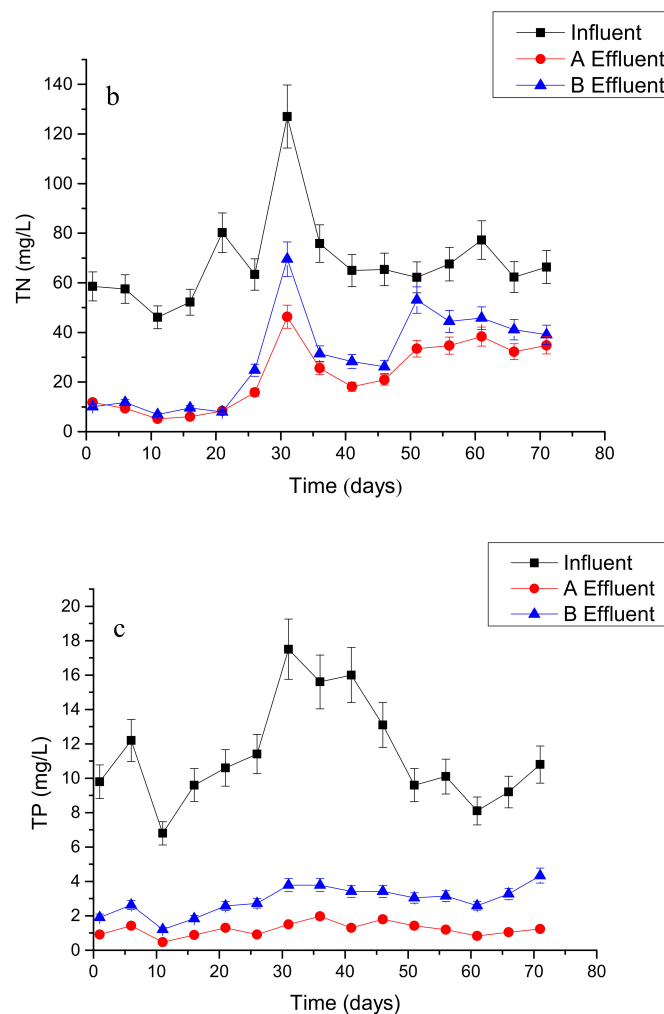 Influent
A Effluent
B Effluent
b
140
120
100
80
60
40
20
0
TN (mg/L)
0 10 20 30 40 50 60 70 80
Time (days)
Influent
A Effluent
B Effluent
c
20
18
16
14
12
10
8
6
4
2
0
TP (mg/L)
0 10 20 30 40 50 60 70 80
Time (days)